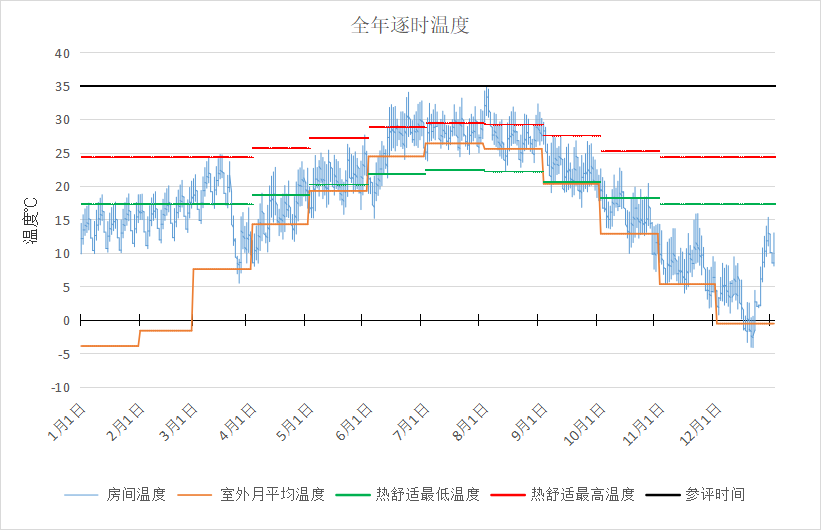 全年逐时温度
40
35
30
25
20
15
10
5
0
-5
-10
温度℃
1月1日
2月1日
3月1日
4月1日
5月1日
6月1日
7月1日
8月1日
9月1日
10月1日
11月1日
12月1日
房间温度 室外月平均温度 热舒适最低温度 热舒适最高温度 参评时间